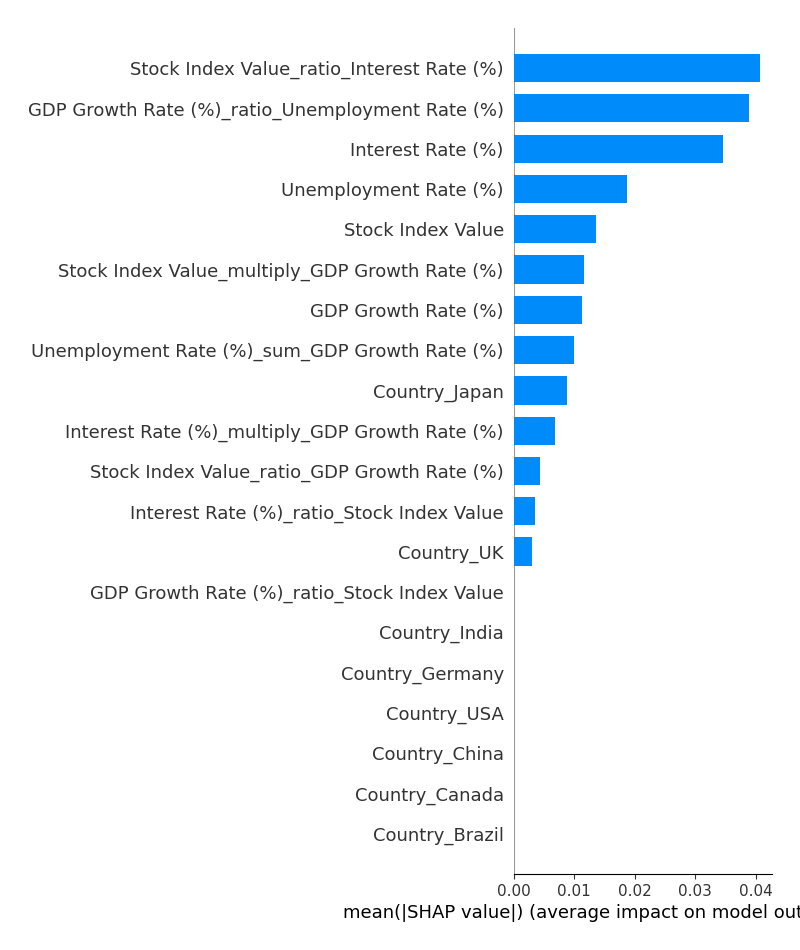 Stock Index Value_ratio_Interest Rate (%)
GDP Growth Rate (%)_ratio_Unemployment Rate (%)
Interest Rate (%)
Unemployment Rate (%)
Stock Index Value
Stock Index Value_multiply_GDP Growth Rate (%)
GDP Growth Rate (%)
Unemployment Rate (%)_sum_GDP Growth Rate (%)
Country_Japan
Interest Rate (%)_multiply_GDP Growth Rate (%)
Stock Index Value_ratio_GDP Growth Rate (%)
Interest Rate (%)_ratio_Stock Index Value
Country_UK
GDP Growth Rate (%)_ratio_Stock Index Value
Country_India
Country_Germany
Country_USA
Country_China
Country_Canada
Country_Brazil
0.00 0.01 0.02 0.03 0.04
mean(|SHAP value|) (average impact on model out